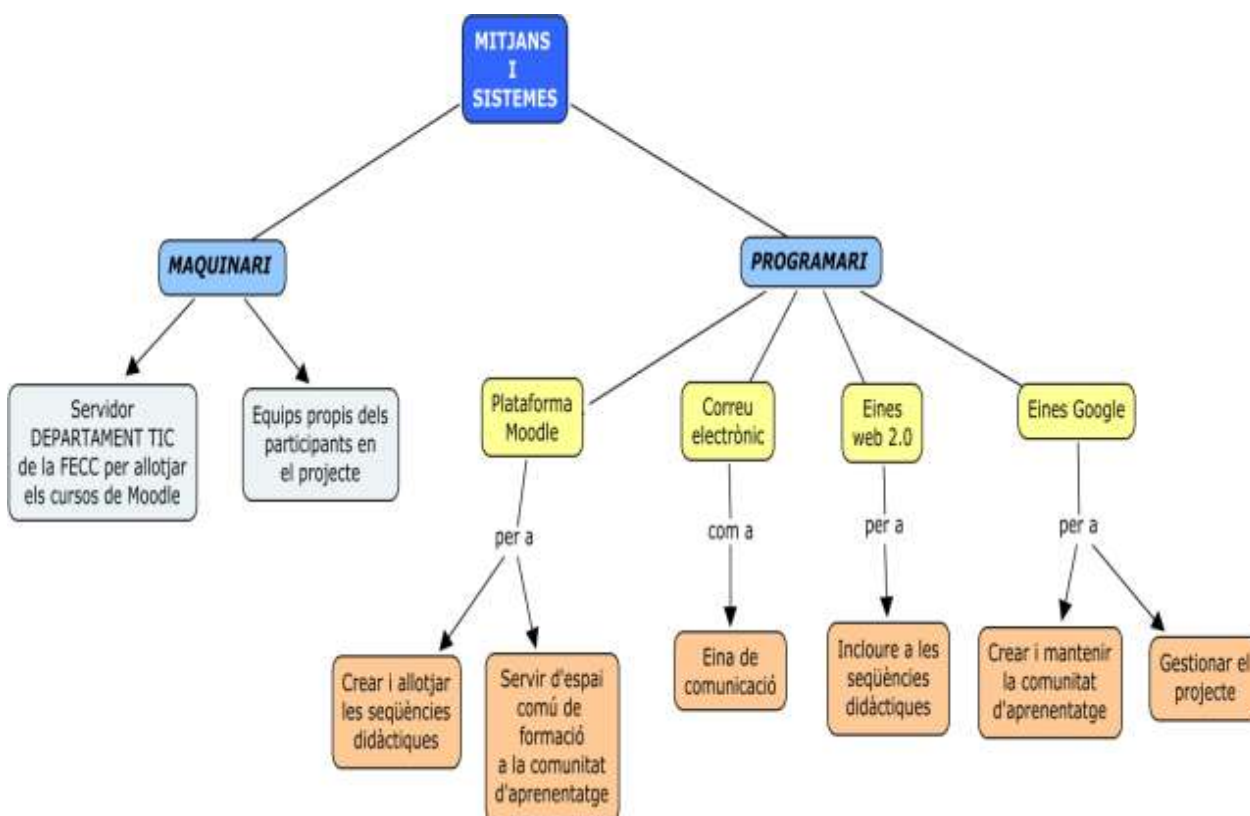 MITJANS
I
SISTEMES
MAQUINARI
PROGRAMARI
Servidor
DEPARTAMENT TIC
de la FECC per allotjar
els cursos de Moodle
Equips propis dels
participants en
el projecte
Plataforma
Moodle
Correu
electrònic
Eines
web 2.0
Eines Google
per a
com a
per a
per a
Crear i allotjar
les seqüències
didàctiques
Servir d'espai
comú de
formació
a la comunitat
d'aprenentatge
Eina de
comunicació
Incloure a les
seqüències
didàctiques
Crear i mantenir
la comunitat
d'aprenentatge
Gestionar el
projecte